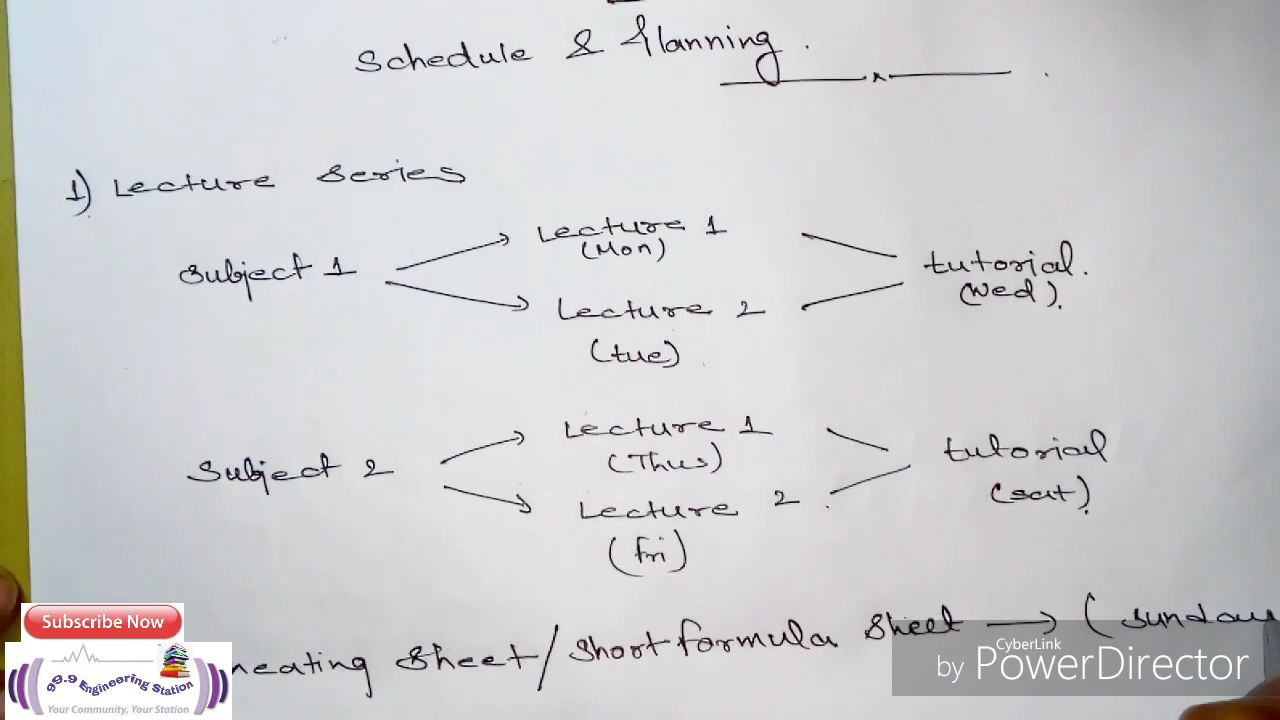 Schedule & Planning.
1) Lecture Series
Subject 1
Lecture 1
(Mon)
Lecture 2
(tue)
tutorial.
(Wed).
Subject 2
Lecture 1
(Thus)
Lecture 2
(Fri)
tutorial
(sat)
sheet/short formula sheet → (sunday
Subscribe Now
99.9 Engineering Station
Your Community, Your Station
CyberLink
by PowerDirector